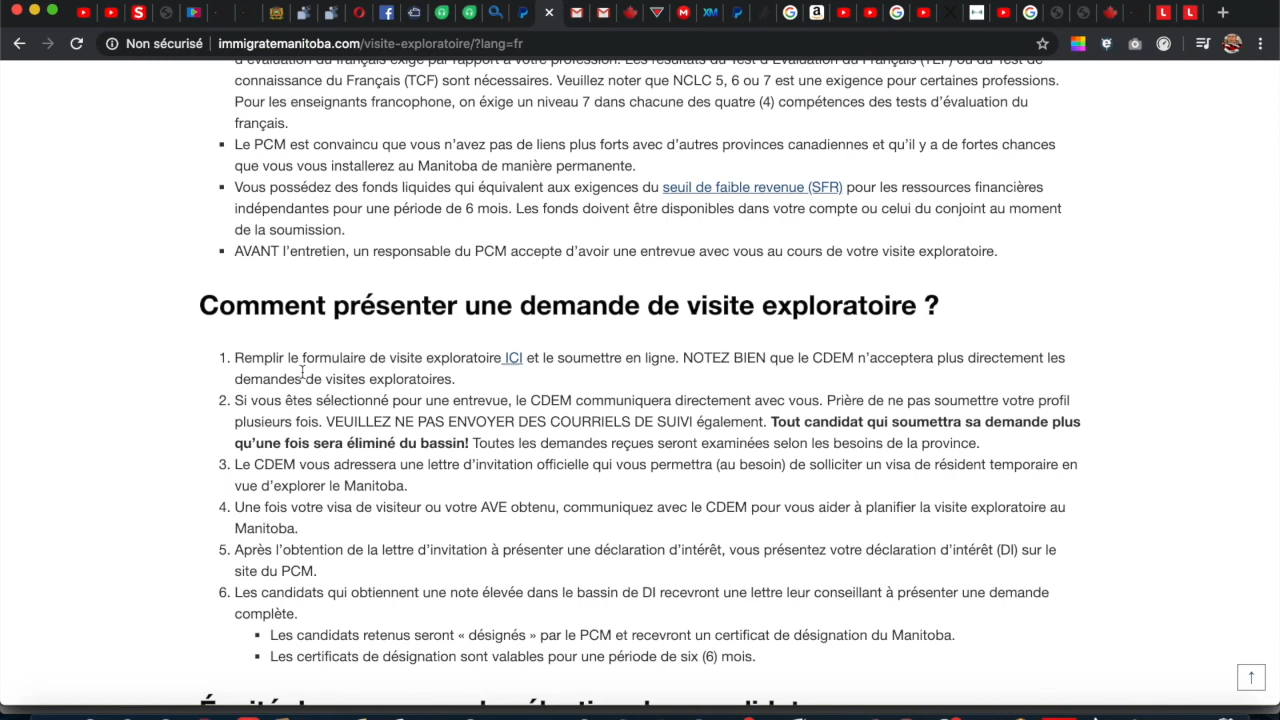 Non sécurisé immigratemanitoba.com/visite-exploratoire/?lang=fr
d'évaluation du français exigé par rapport à votre profession. Les résultats du Test d'Évaluation du Français (TEF) ou du Test de
connaissance du Français (TCF) sont nécessaires. Veuillez noter que NCLC 5, 6 ou 7 est une exigence pour certaines professions.
Pour les enseignants francophone, on éxige un niveau 7 dans chacune des quatre (4) compétences des tests d'évaluation du
français.
Le PCM est convaincu que vous n'avez pas de liens plus forts avec d'autres provinces canadiennes et qu'il y a de fortes chances
que vous vous installerez au Manitoba de manière permanente.
Vous possédez des fonds liquides qui équivalent aux exigences du seuil de faible revenue (SFR) pour les ressources financières
indépendantes pour une période de 6 mois. Les fonds doivent être disponibles dans votre compte ou celui du conjoint au moment
de la soumission.
AVANT l'entretien, un responsable du PCM accepte d'avoir une entrevue avec vous au cours de votre visite exploratoire.
Comment présenter une demande de visite exploratoire ?
1. Remplir le formulaire de visite exploratoire ICI et le soumettre en ligne. NOTEZ BIEN que le CDEM n'acceptera plus directement les
demandes de visites exploratoires.
2. Si vous êtes sélectionné pour une entrevue, le CDEM communiquera directement avec vous. Prière de ne pas soumettre votre profil
plusieurs fois. VEUILLEZ NE PAS ENVOYER DES COURRIELS DE SUIVI également. Tout candidat qui soumettra sa demande plus
qu'une fois sera éliminé du bassin! Toutes les demandes reçues seront examinées selon les besoins de la province.
3. Le CDEM vous adressera une lettre d'invitation officielle qui vous permettra (au besoin) de solliciter un visa de résident temporaire en
vue d'explorer le Manitoba.
4. Une fois votre visa de visiteur ou votre AVE obtenu, communiquez avec le CDEM pour vous aider à planifier la visite exploratoire au
Manitoba.
5. Après l'obtention de la lettre d'invitation à présenter une déclaration d'intérêt, vous présentez votre déclaration d'intérêt (DI) sur le
site du PCM.
6. Les candidats qui obtiennent une note élevée dans le bassin de DI recevront une lettre leur conseillant à présenter une demande
complète.
Les candidats retenus seront « désignés » par le PCM et recevront un certificat de désignation du Manitoba.
Les certificats de désignation sont valables pour une période de six (6) mois.